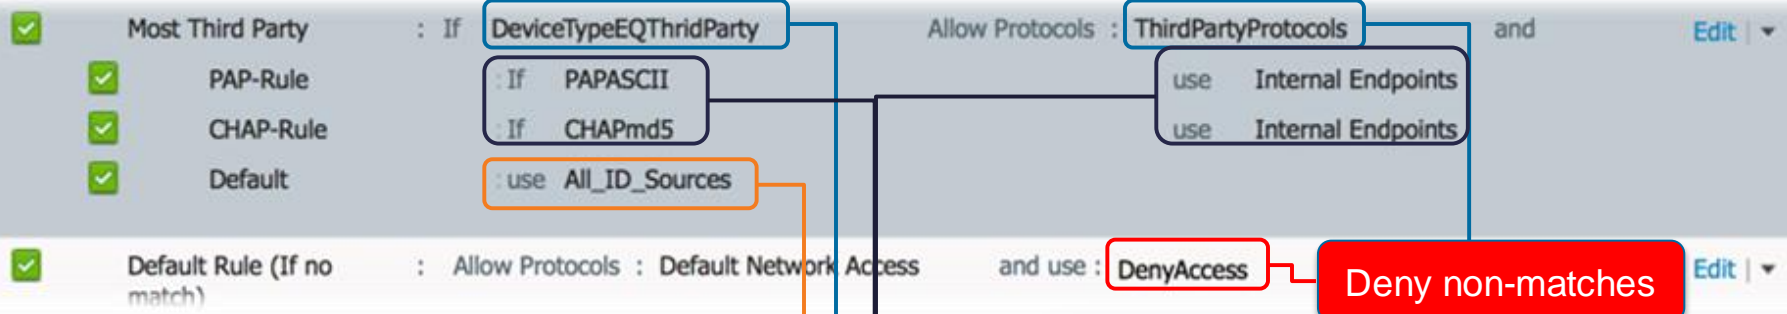 Most Third Party : If DeviceTypeEQThridParty Allow Protocols : ThirdPartyProtocols and Edit
PAP-Rule : If PAPASCII use Internal Endpoints
CHAP-Rule : If CHAPmd5 use Internal Endpoints
Default : use All_ID_Sources
Default Rule (If no : Allow Protocols : Default Network Access and use : DenyAccess Deny non-matches Edit
match)